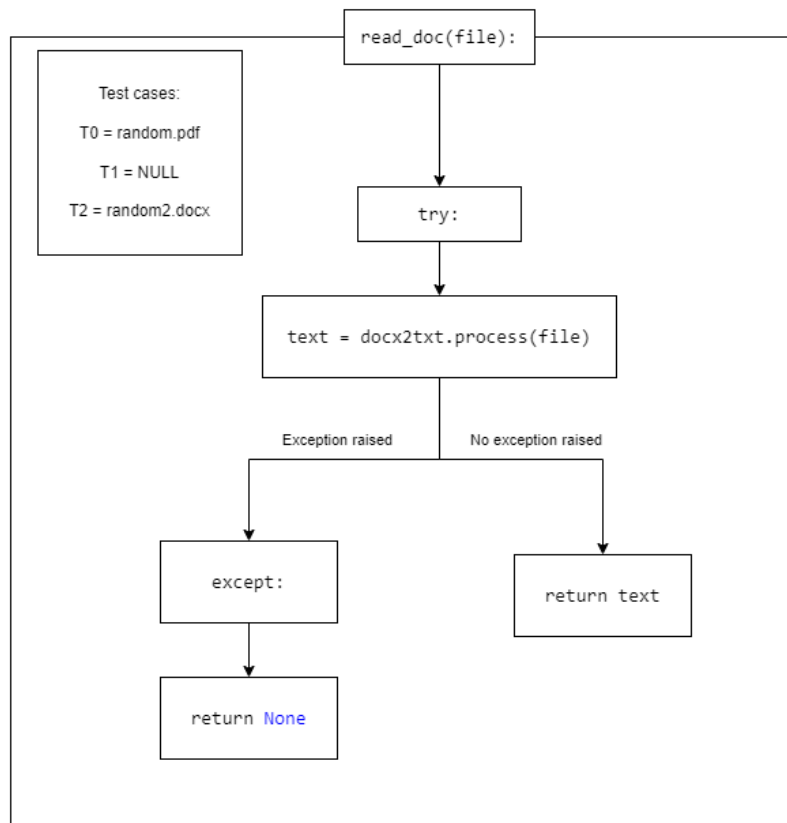 read_doc(file):
Test cases:
T0 = random.pdf
T1 = NULL
T2 = random2.docx
try:
text = docx2txt.process(file)
Exception raised
No exception raised
except:
return text
return None